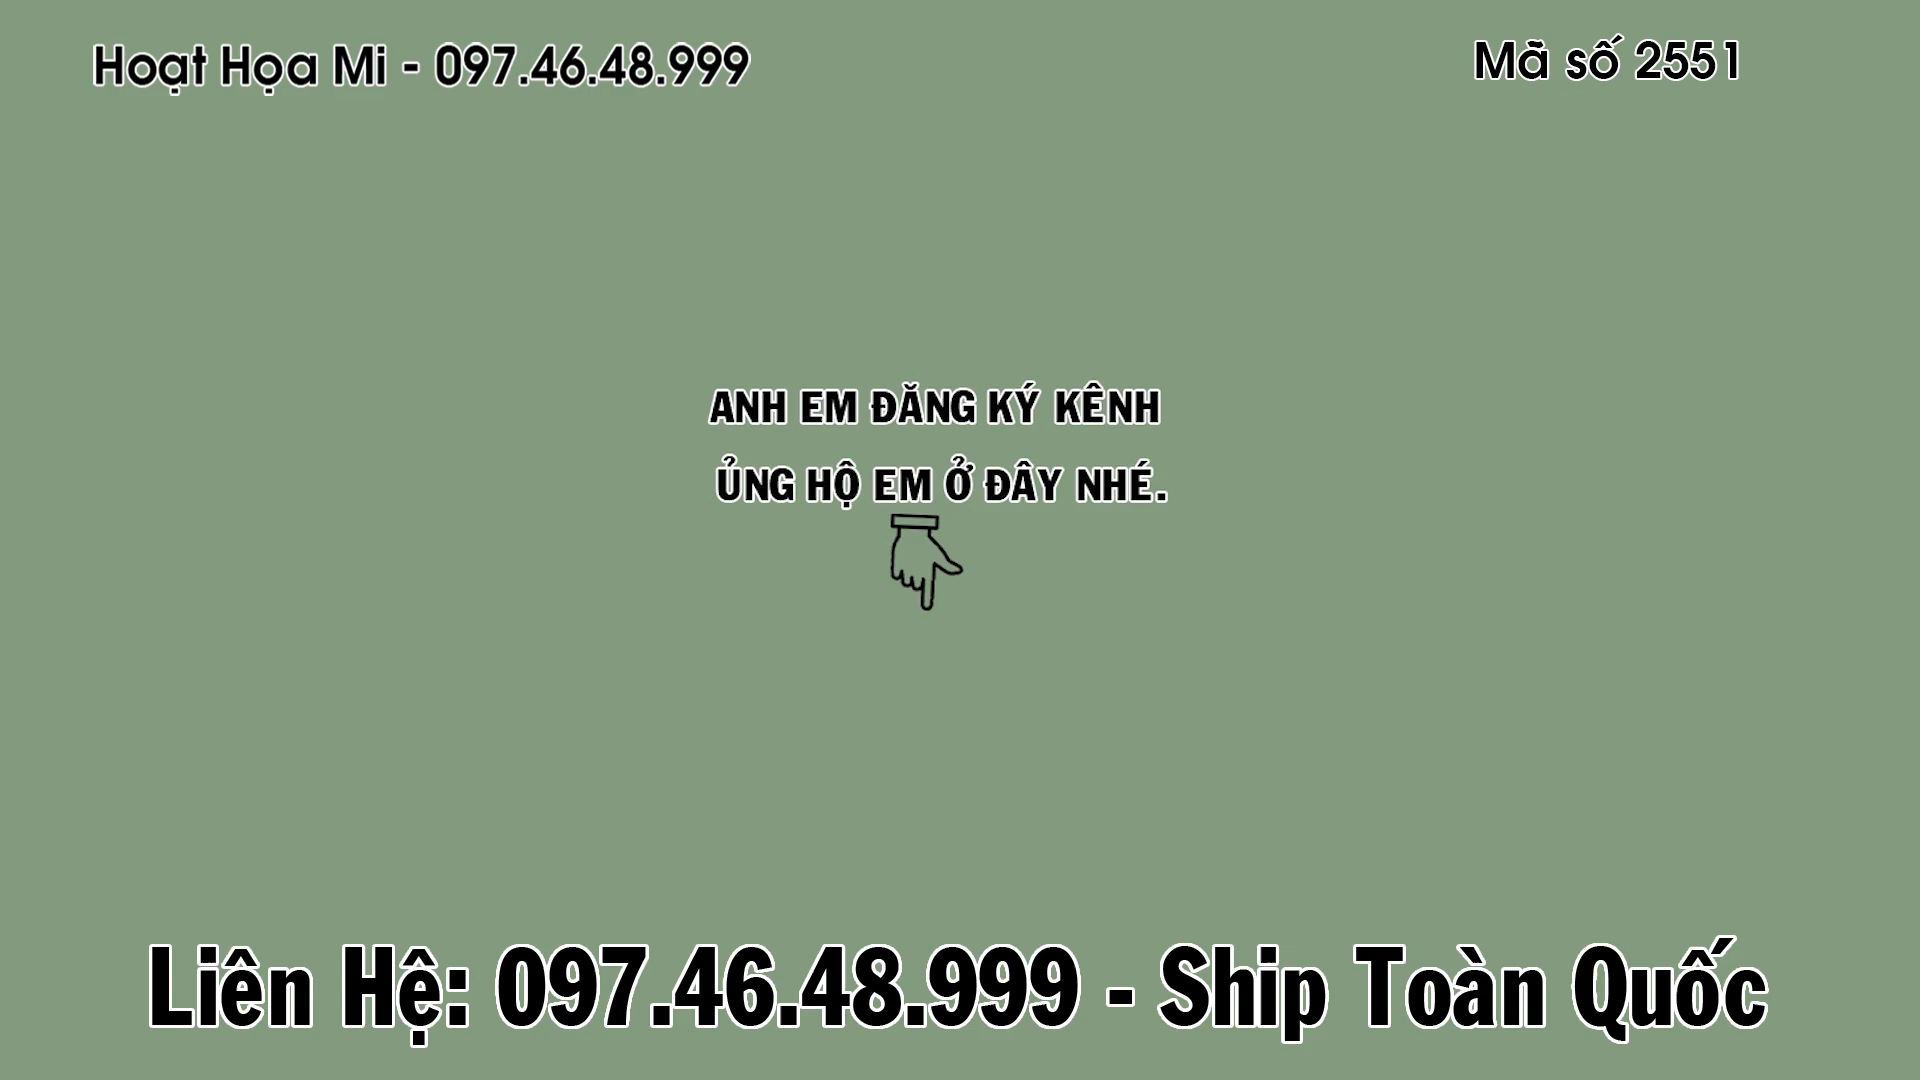 Hoạt Họa Mi - 097.46.48.999
Mã số 2551
ANH EM ĐĂNG KÝ KÊNH
ỦNG HỘ EM Ở ĐÂY NHÉ.
Liên Hệ: 097.46.48.999 - Ship Toàn Quốc